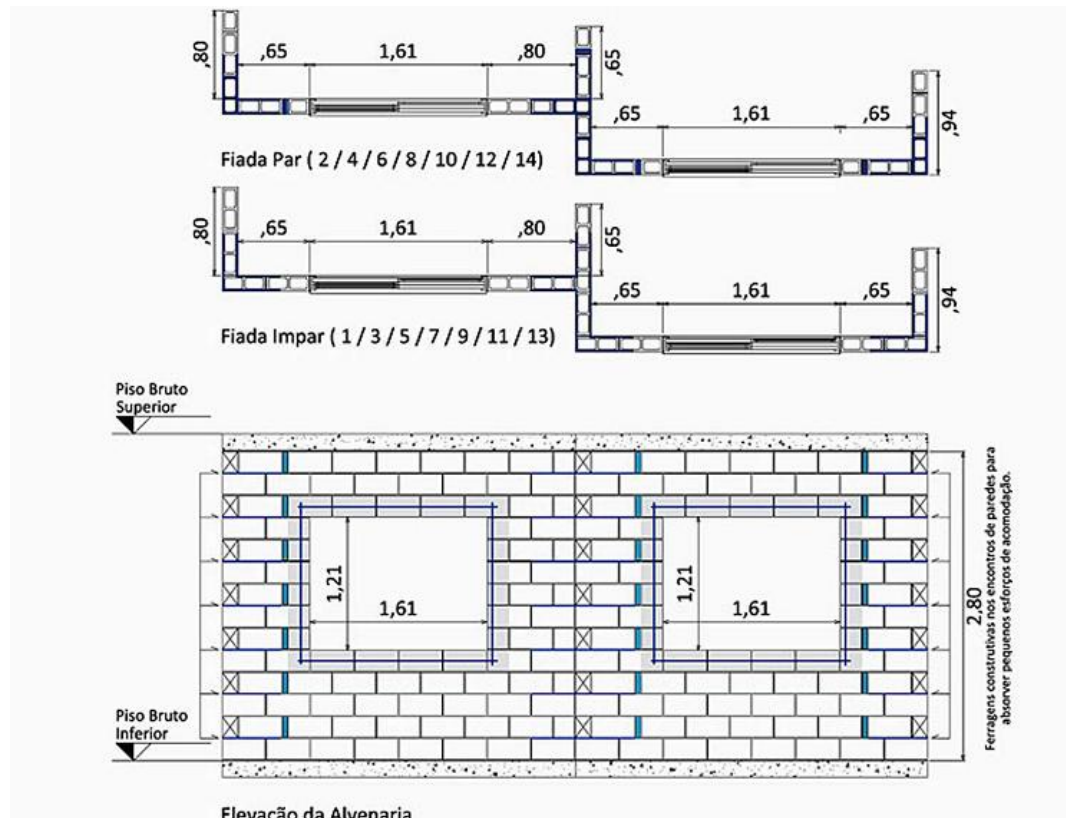 ,80
,65
1,61
,80
,65
,65
1,61
,65
,94
Fiada Par ( 2 / 4 / 6 / 8 / 10 / 12 / 14)
,80
,65
1,61
,80
,65
,65
1,61
,65
,94
Fiada Impar ( 1 / 3 / 5 / 7 / 9 / 11 / 13)
Piso Bruto
Superior
1,21
1,61
1,21
1,61
2,80
Ferragens construtivas nos encontros de paredes para
absorver pequenos esforços de acomodação.
Piso Bruto
Inferior
Elevação da Alvenaria